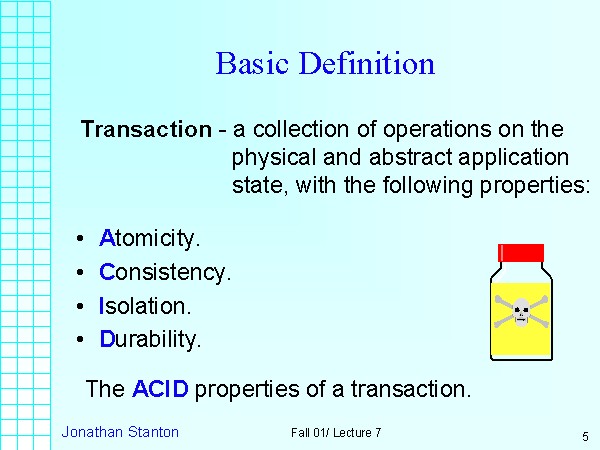 Basic Definition
Transaction - a collection of operations on the
physical and abstract application
state, with the following properties:
• Atomicity.
• Consistency.
• Isolation.
• Durability.
The ACID properties of a transaction.
Jonathan Stanton
Fall 01/ Lecture 7
5